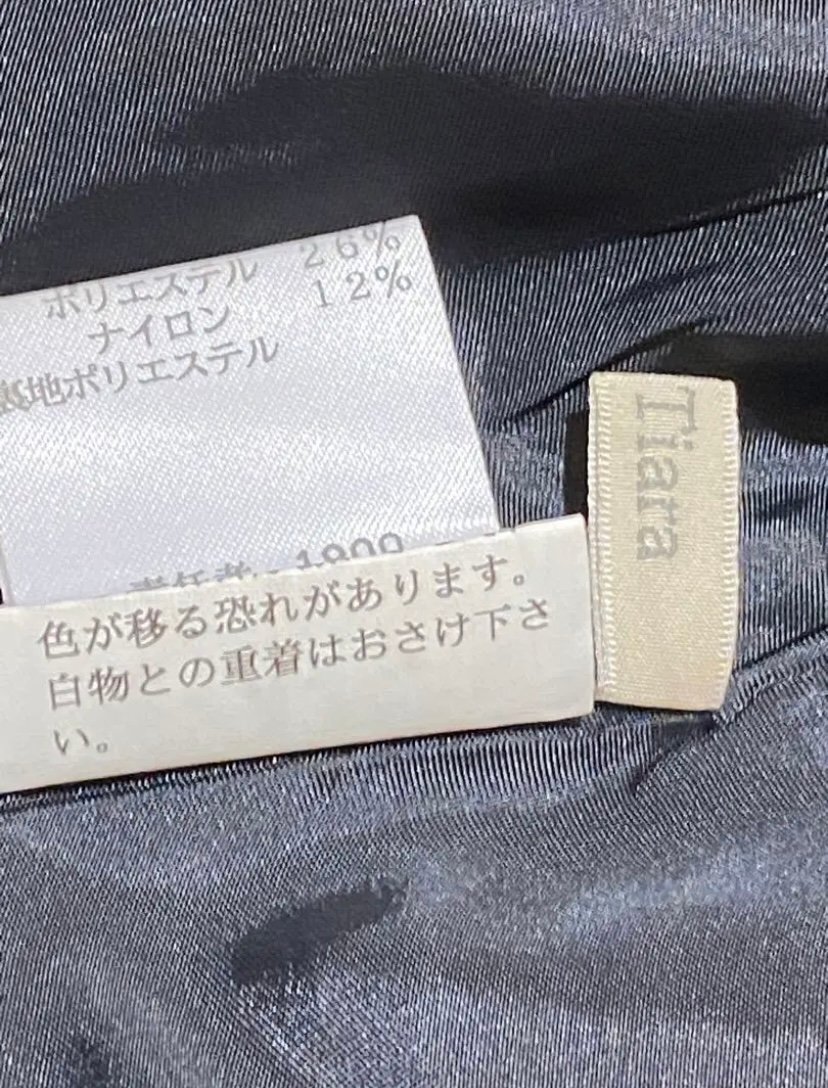 ポリエステル 26%
ナイロン 12%
裏地ポリエステル
色が移る恐れがあります。
白物との重着はおさけ下さ
い。
Tiara